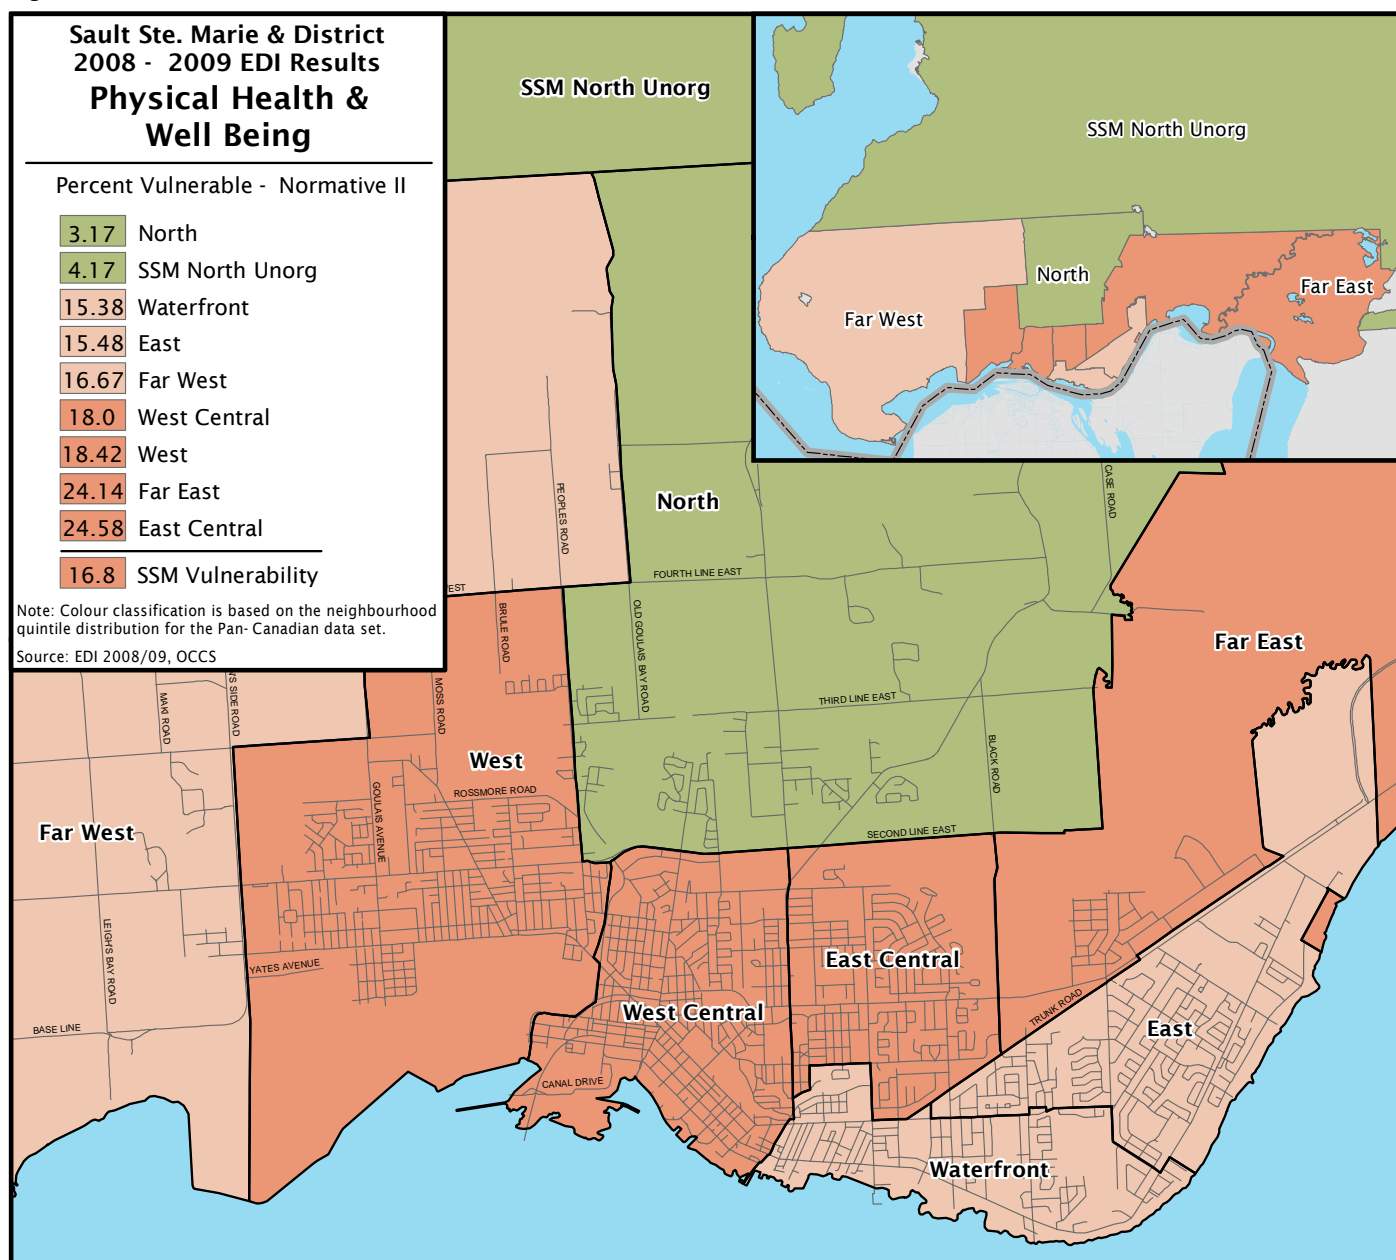 Sault Ste. Marie & District
2008 - 2009 EDI Results
Physical Health &
Well Being
Percent Vulnerable - Normative II
3.17 North
4.17 SSM North Unorg
15.38 Waterfront
15.48 East
16.67 Far West
18.0 West Central
18.42 West
24.14 Far East
24.58 East Central
16.8 SSM Vulnerability
Note: Colour classification is based on the neighbourhood
quintile distribution for the Pan- Canadian data set.
Source: EDI 2008/09, OCCS
SSM North Unorg
SSM North Unorg
North
Far East
Far West
CASE ROAD
PEOPLES ROAD
North
FOURTH LINE EAST
EST
BRULE ROAD
OLD GOULAIS BAY ROAD
Far East
WS SIDE ROAD
MAKI ROAD
MOSS ROAD
THIRD LINE EAST
BLACK ROAD
West
ROSSMORE ROAD
GOULAIS AVENUE
Far West
SECOND LINE EAST
LEIGH'S BAY ROAD
YATES AVENUE
East Central
West Central
TRUNK ROAD
East
BASE LINE
CANAL DRIVE
Waterfront